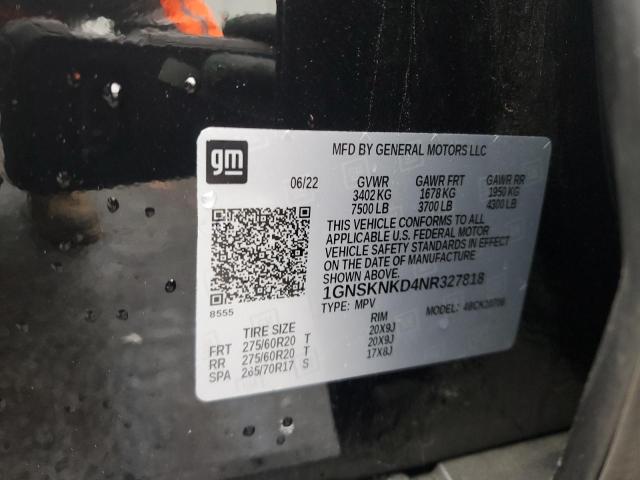 gm
MFD BY GENERAL MOTORS LLC
06/22 GVWR GAWR FRT GAWR RR
3402 KG 1678 KG 1950 KG
7500 LB 3700 LB 4300 LB
THIS VEHICLE CONFORMS TO ALL
APPLICABLE U.S. FEDERAL MOTOR
VEHICLE SAFETY STANDARDS IN EFFECT
ON THE DATE OF MANUFACTURE
SHOWN ABOVE.
1GNSKNKD4NR327818
8555 TYPE: MPV MODEL:
TIRE SIZE RIM
FRT 275/60R20 T 20X9J
RR 275/60R20 T 20X9J
SPA 265/70R17 S 17X8J